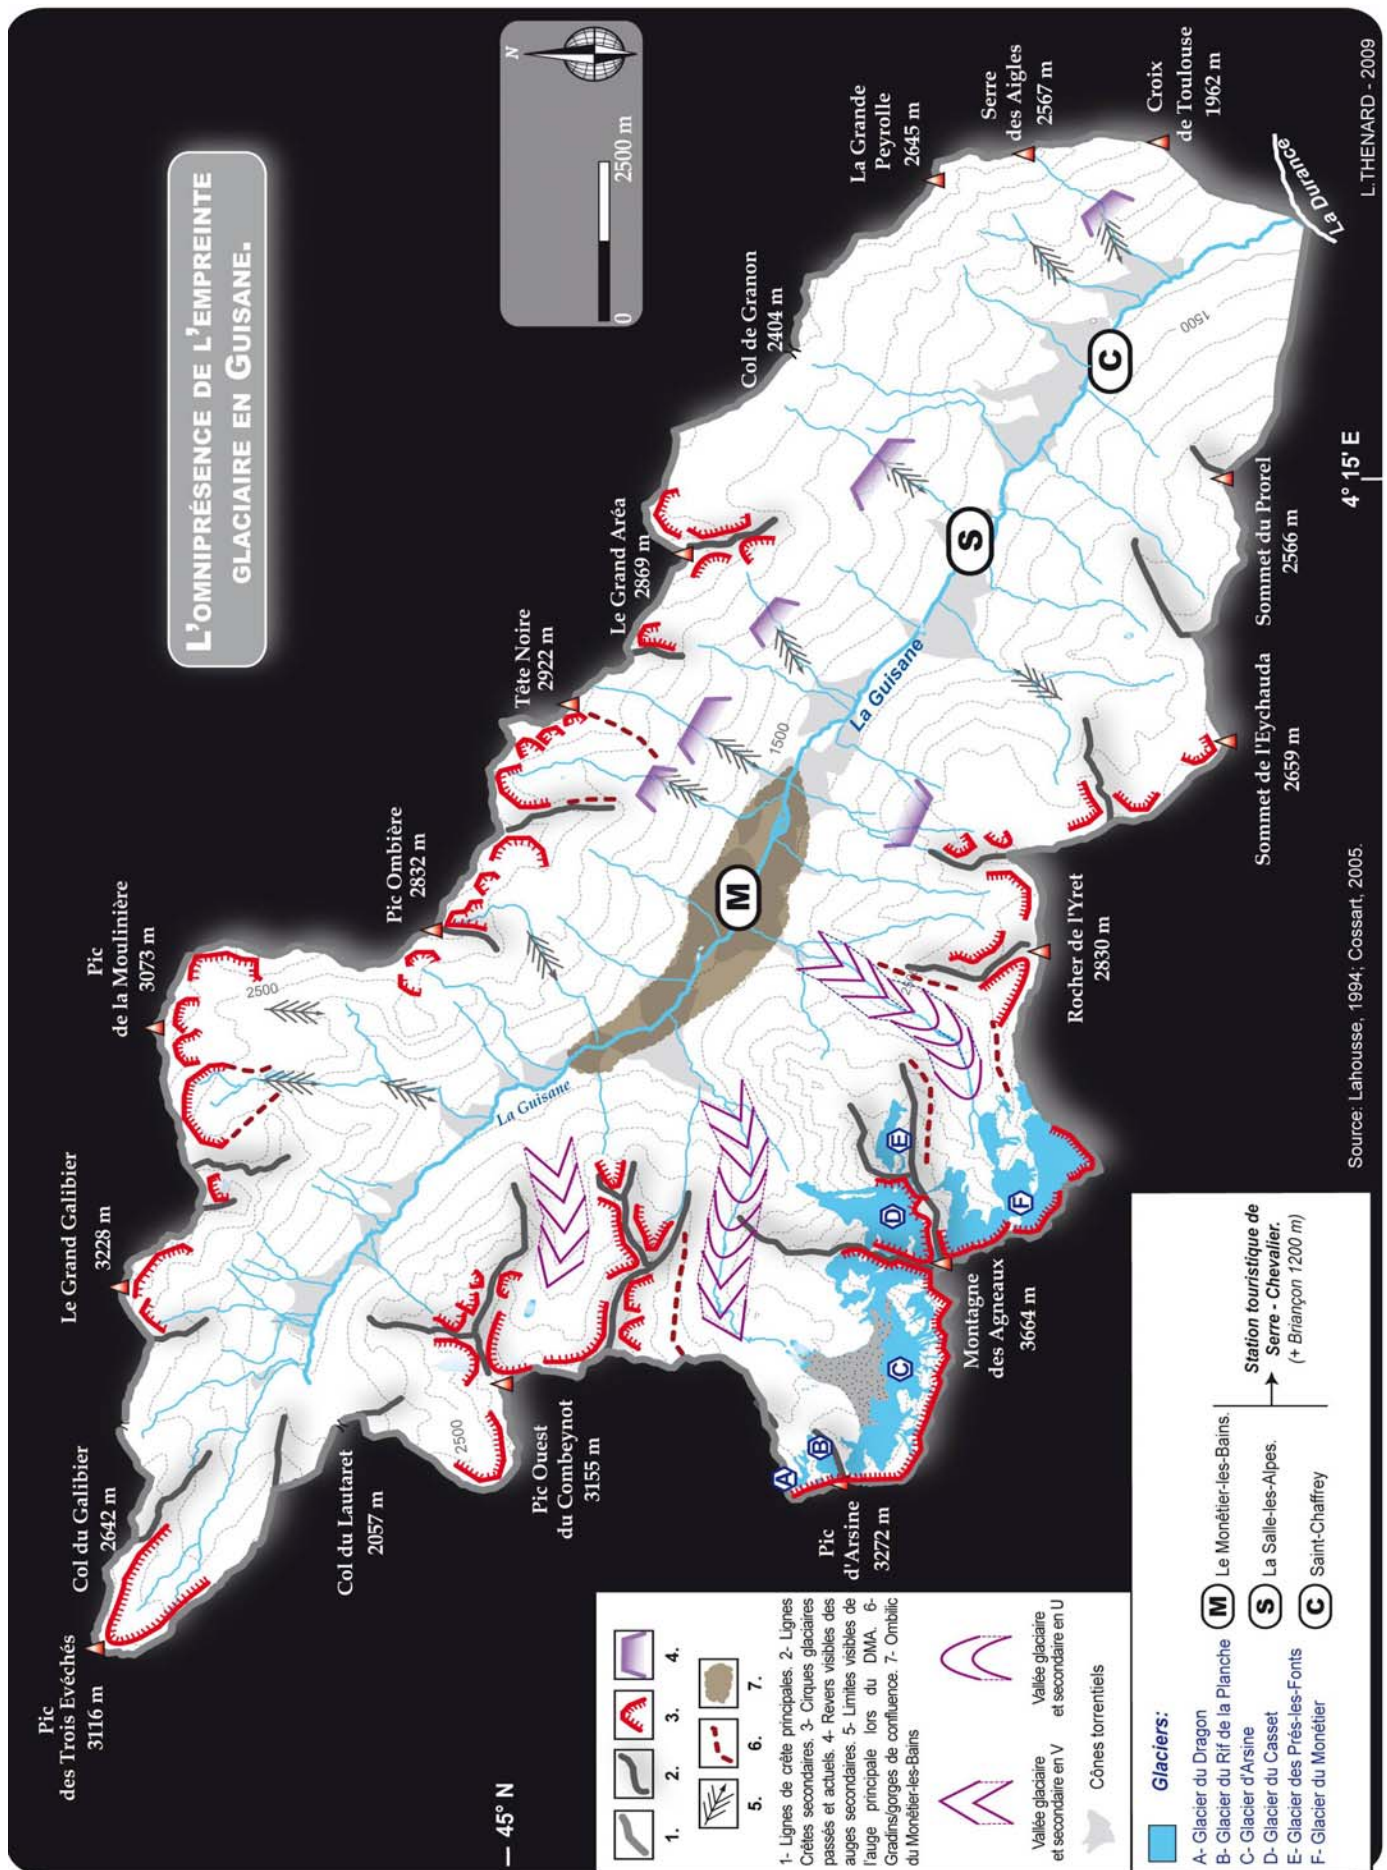 L'OMNIPRÉSENCE DE L'EMPREINTE
GLACIAIRE EN GUISANE.
N
0
2500 m
Pic
des Trois Evéchés
3116 m
Col du Galibier
2642 m
Le Grand Galibier
3228 m
Pic
de la Moulinière
3073 m
Pic Ombière
2832 m
Tête Noire
2922 m
Le Grand Aréa
2869 m
Col de Granon
2404 m
La Grande
Peyrolle
2645 m
Serre
des Aigles
2567 m
Croix
de Toulouse
1962 m
Col du Lautaret
2057 m
Pic Ouest
du Combeynot
3155 m
Pic
d'Arsine
3272 m
Montagne
des Agneaux
3664 m
Rocher de l'Yret
2830 m
Sommet de l'Eychauda
2659 m
Sommet du Prorel
2566 m
La Guisane
La Guisane
La Durance
2500
2500
1500
1500
M
S
C
A
B
C
D
E
F
45° N
4° 15' E
1.
2.
3.
4.
5.
6.
7.
1- Lignes de crête principales. 2- Lignes
Crêtes secondaires. 3- Cirques glaciaires
passés et actuels. 4- Revers visibles des
auges secondaires. 5- Limites visibles de
l'auge principale lors du DMA. 6-
Gradins/gorges de confluence. 7- Ombilic
du Monêtier-les-Bains
Vallée glaciaire
et secondaire en V
Vallée glaciaire
et secondaire en U
Cônes torrentiels
Glaciers:
A- Glacier du Dragon
B- Glacier du Rif de la Planche
C- Glacier d'Arsine
D- Glacier du Casset
E- Glacier des Prés-les-Fonts
F- Glacier du Monétier
M Le Monêtier-les-Bains.
S La Salle-les-Alpes.
C Saint-Chaffrey
Station touristique de
Serre - Chevalier.
(+ Briançon 1200 m)
Source: Lahousse, 1994; Cossart, 2005.
L.THENARD - 2009